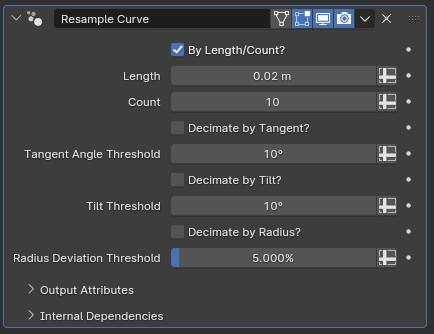 Resample Curve
By Length/Count?
Length 0.02 m
Count 10
Decimate by Tangent?
Tangent Angle Threshold 10°
Decimate by Tilt?
Tilt Threshold 10°
Decimate by Radius?
Radius Deviation Threshold 5.000%
Output Attributes
Internal Dependencies